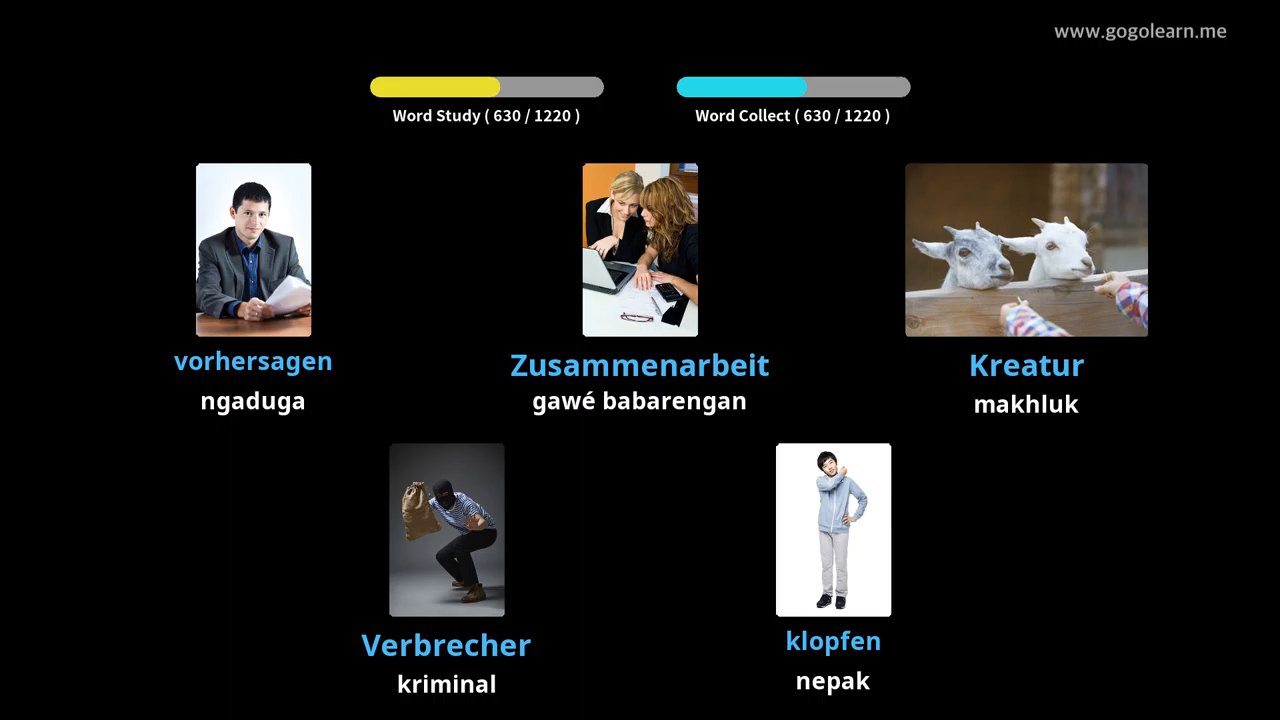 www.gogolearn.me
Word Study ( 630 / 1220 )
Word Collect ( 630 / 1220 )
vorhersagen
ngaduga
Zusammenarbeit
gawé babarengan
Kreatur
makhluk
Verbrecher
kriminal
klopfen
nepak